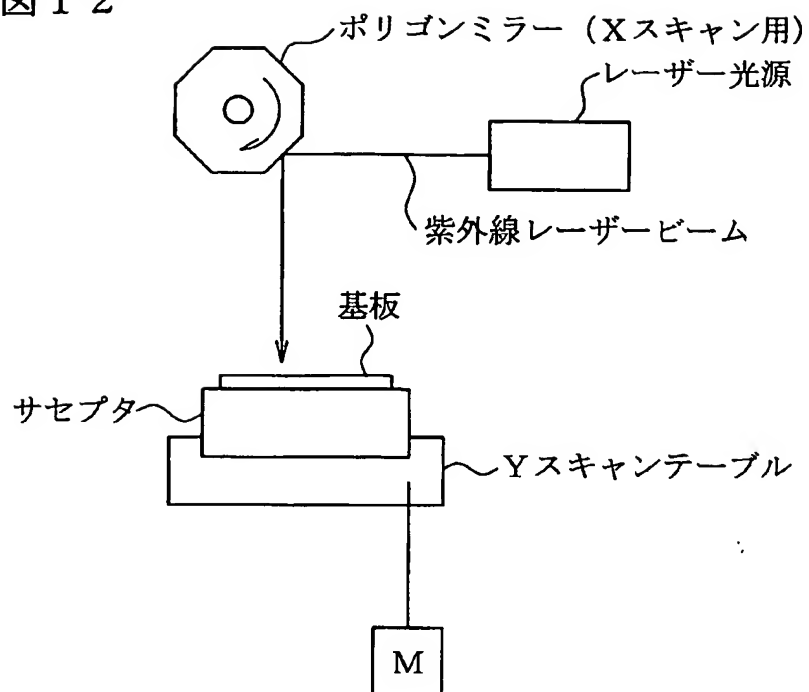 図12
ポリゴンミラー（Xスキャン用）
レーザー光源
紫外線レーザービーム
基板
サセプタ
Yスキャンテーブル
M